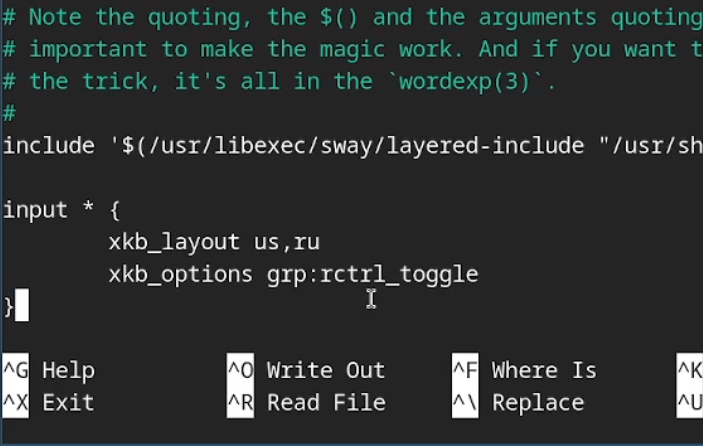 # Note the quoting, the $() and the arguments quoting
# important to make the magic work. And if you want t
# the trick, it's all in the `wordexp(3)`.
#
include '$(/usr/libexec/sway/layered-include "/usr/sh
input * {
xkb_layout us,ru
xkb_options grp:rctrl_toggle
}
^G Help ^O Write Out ^F Where Is ^K
^X Exit ^R Read File ^\ Replace ^U